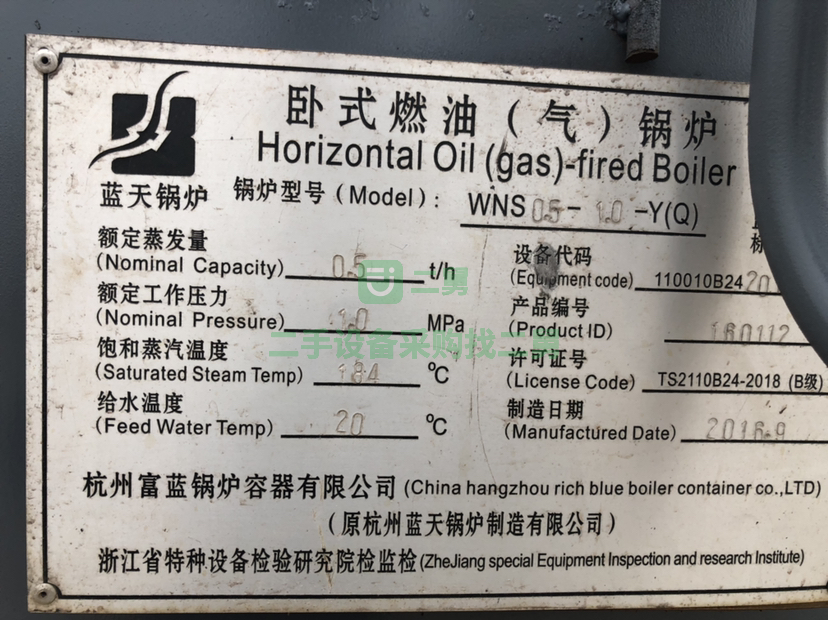 卧式燃油（气）锅炉
Horizontal Oil (gas)-fired Boiler
蓝天锅炉
锅炉型号（Model）: WNS 0.5-1.0-Y(Q)
额定蒸发量
(Nominal Capacity) 0.5 t/h
额定工作压力
(Nominal Pressure) 1.0 MPa
饱和蒸汽温度
(Saturated Steam Temp) 184 ℃
给水温度
(Feed Water Temp) 20 ℃
设备代码
(Equipment code) 110010B2420
产品编号
(Product ID) 160112
许可证号
(License Code) TS2110B24-2018 (B级)
制造日期
(Manufactured Date) 2016.9
二勇
二手设备采购找二勇
杭州富蓝锅炉容器有限公司 (China hangzhou rich blue boiler container co.,LTD)
（原杭州蓝天锅炉制造有限公司）
浙江省特种设备检验研究院检监检 (ZheJiang special Equipment Inspection and research Institute)